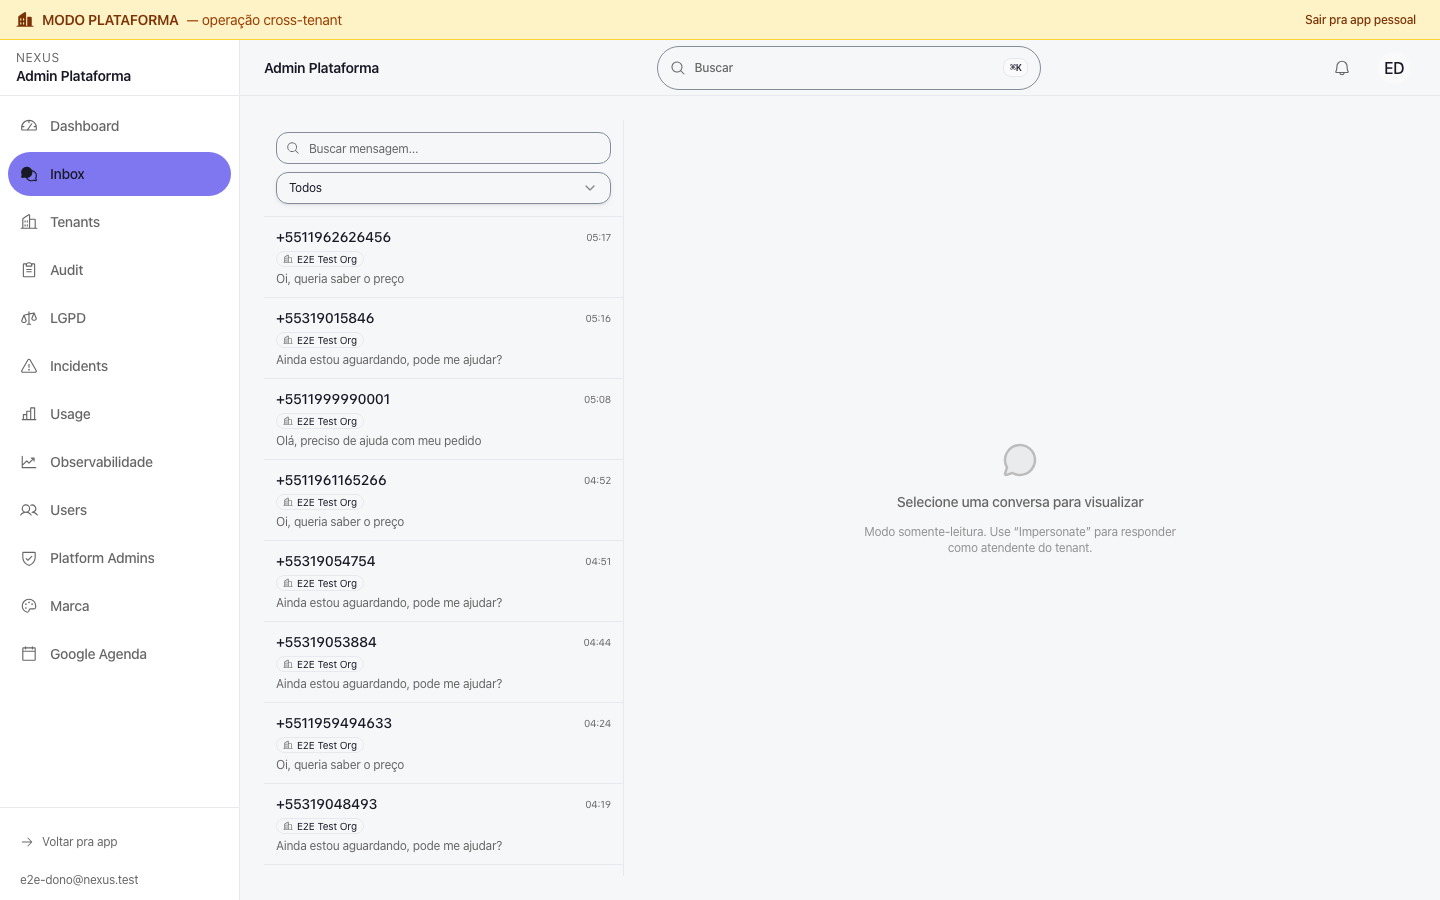 MODO PLATAFORMA — operação cross-tenant
Sair pra app pessoal
NEXUS
Admin Plataforma
Admin Plataforma
Buscar
⌘K
ED
Dashboard
Inbox
Tenants
Audit
LGPD
Incidents
Usage
Observabilidade
Users
Platform Admins
Marca
Google Agenda
Voltar pra app
e2e-dono@nexus.test
Buscar mensagem...
Todos
+5511962626456 05:17
E2E Test Org
Oi, queria saber o preço
+55319015846 05:16
E2E Test Org
Ainda estou aguardando, pode me ajudar?
+5511999990001 05:08
E2E Test Org
Olá, preciso de ajuda com meu pedido
+5511961165266 04:52
E2E Test Org
Oi, queria saber o preço
+55319054754 04:51
E2E Test Org
Ainda estou aguardando, pode me ajudar?
+55319053884 04:44
E2E Test Org
Ainda estou aguardando, pode me ajudar?
+5511959494633 04:24
E2E Test Org
Oi, queria saber o preço
+55319048493 04:19
E2E Test Org
Ainda estou aguardando, pode me ajudar?
Selecione uma conversa para visualizar
Modo somente-leitura. Use “Impersonate” para responder
como atendente do tenant.